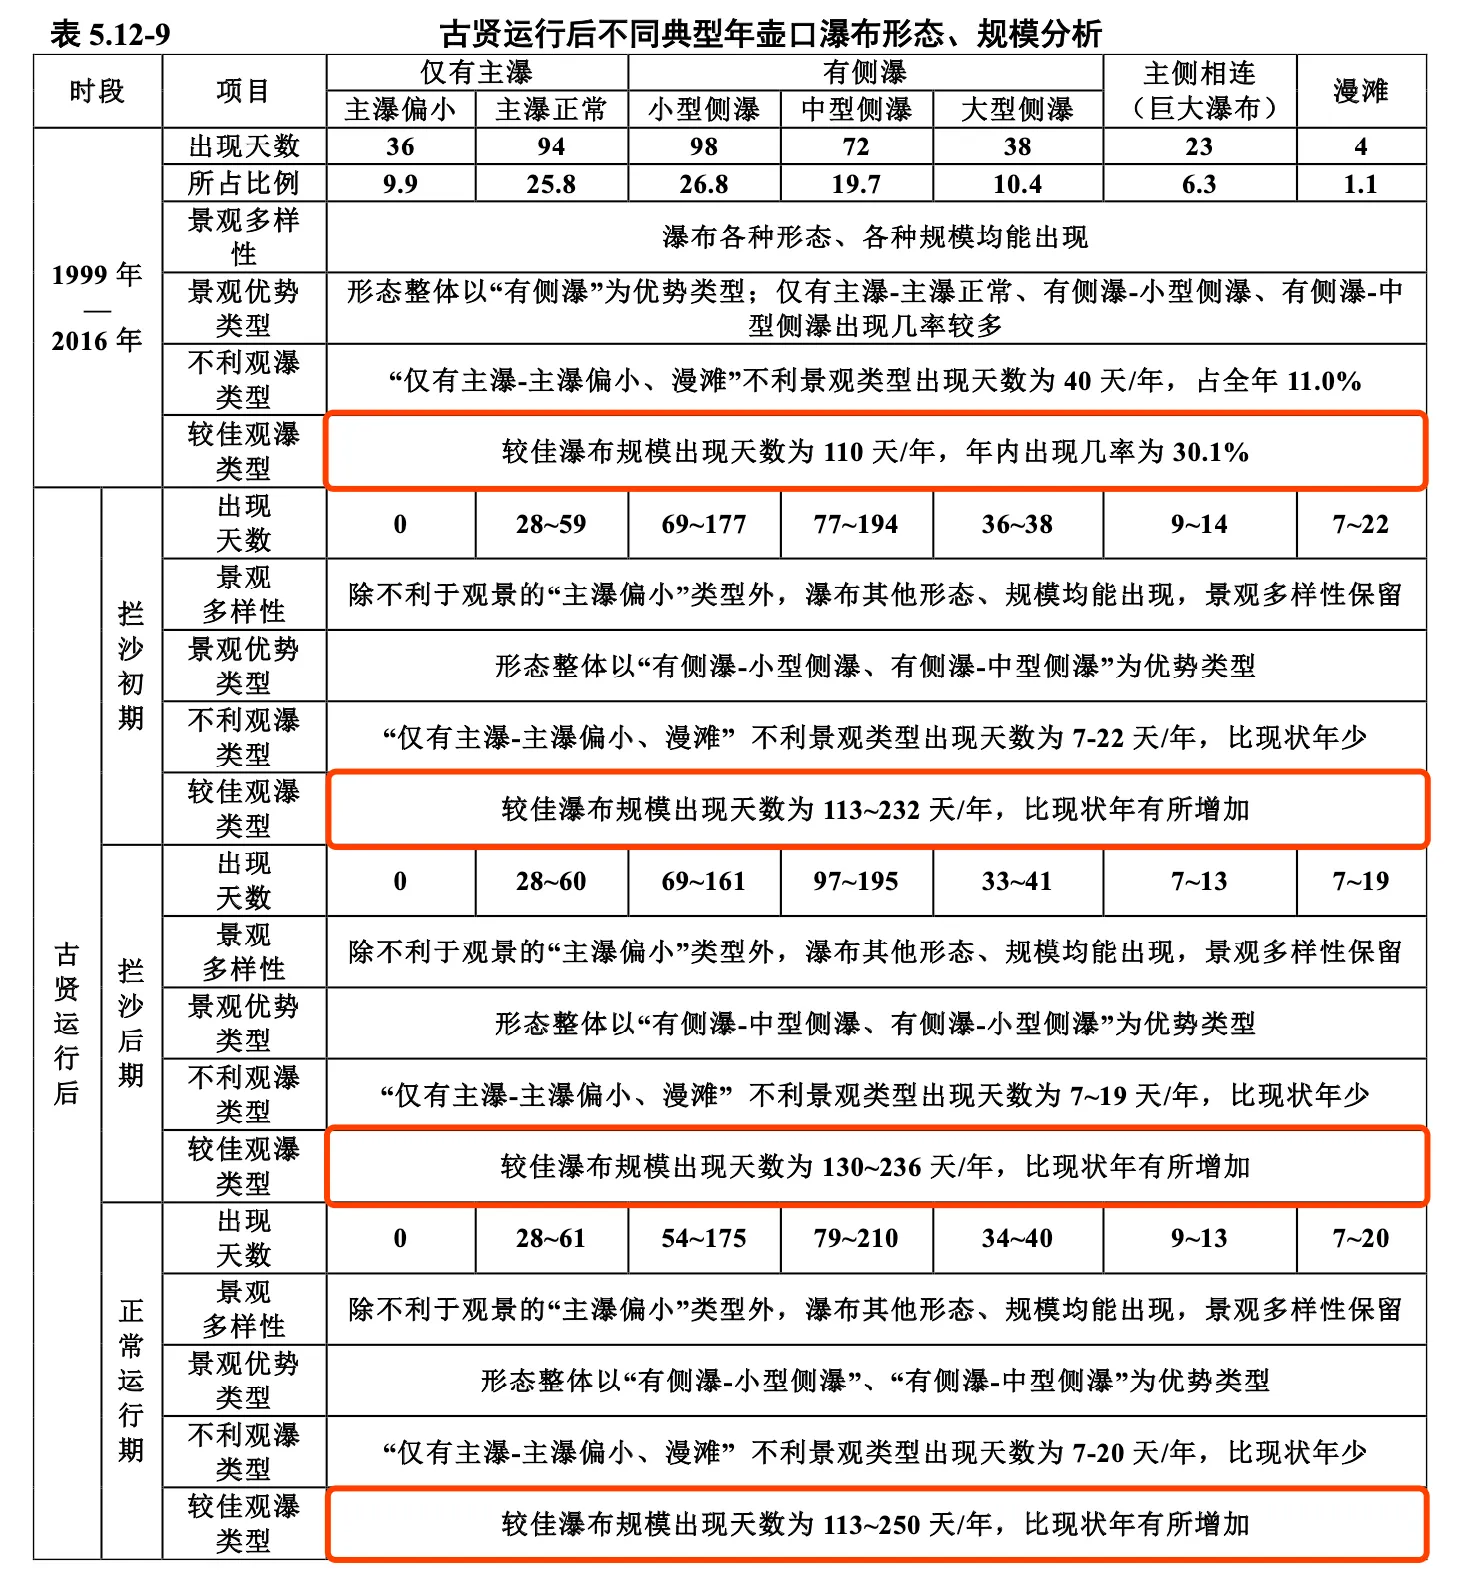 表 5.12-9 古贤运行后不同典型年壶口瀑布形态、规模分析
时段 项目 仅有主瀑 有侧瀑 主侧相连（巨大瀑布） 漫滩
主瀑偏小 主瀑正常 小型侧瀑 中型侧瀑 大型侧瀑
1999 年
—
2016 年
出现天数 36 94 98 72 38 23 4
所占比例 9.9 25.8 26.8 19.7 10.4 6.3 1.1
景观多样
性
瀑布各种形态、各种规模均能出现
景观优势
类型
形态整体以“有侧瀑”为优势类型；仅有主瀑-主瀑正常、有侧瀑-小型侧瀑、有侧瀑-中
型侧瀑出现几率较多
不利观瀑
类型
“仅有主瀑-主瀑偏小、漫滩”不利景观类型出现天数为 40 天/年，占全年 11.0%
较佳观瀑
类型
较佳瀑布规模出现天数为 110 天/年，年内出现几率为 30.1%
古贤运行后
拦沙初期
出现
天数
0 28~59 69~177 77~194 36~38 9~14 7~22
景观
多样性
除不利于观景的“主瀑偏小”类型外，瀑布其他形态、规模均能出现，景观多样性保留
景观优势
类型
形态整体以“有侧瀑-小型侧瀑、有侧瀑-中型侧瀑”为优势类型
不利观瀑
类型
“仅有主瀑-主瀑偏小、漫滩” 不利景观类型出现天数为 7-22 天/年，比现状年少
较佳观瀑
类型
较佳瀑布规模出现天数为 113~232 天/年，比现状年有所增加
拦沙后期
出现
天数
0 28~60 69~161 97~195 33~41 7~13 7~19
景观
多样性
除不利于观景的“主瀑偏小”类型外，瀑布其他形态、规模均能出现，景观多样性保留
景观优势
类型
形态整体以“有侧瀑-中型侧瀑、有侧瀑-小型侧瀑”为优势类型
不利观瀑
类型
“仅有主瀑-主瀑偏小、漫滩” 不利景观类型出现天数为 7~19 天/年，比现状年少
较佳观瀑
类型
较佳瀑布规模出现天数为 130~236 天/年，比现状年有所增加
正常运行期
出现
天数
0 28~61 54~175 79~210 34~40 9~13 7~20
景观
多样性
除不利于观景的“主瀑偏小”类型外，瀑布其他形态、规模均能出现，景观多样性保留
景观优势
类型
形态整体以“有侧瀑-小型侧瀑”、“有侧瀑-中型侧瀑”为优势类型
不利观瀑
类型
“仅有主瀑-主瀑偏小、漫滩” 不利景观类型出现天数为 7-20 天/年，比现状年少
较佳观瀑
类型
较佳瀑布规模出现天数为 113~250 天/年，比现状年有所增加